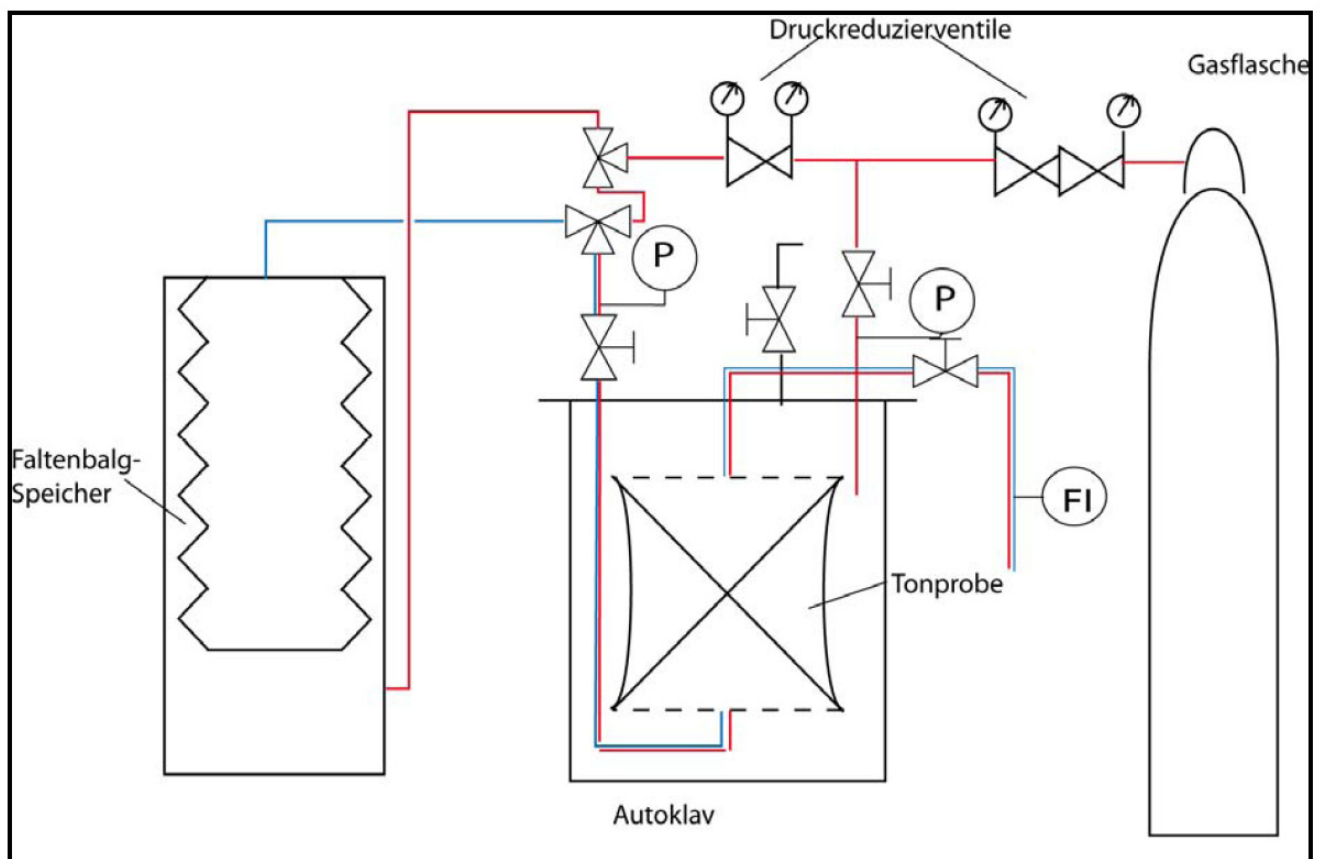 Druckreduzierventile
Gasflasche
P
P
Faltenbalg-
Speicher
FI
Tonprobe
Autoklav